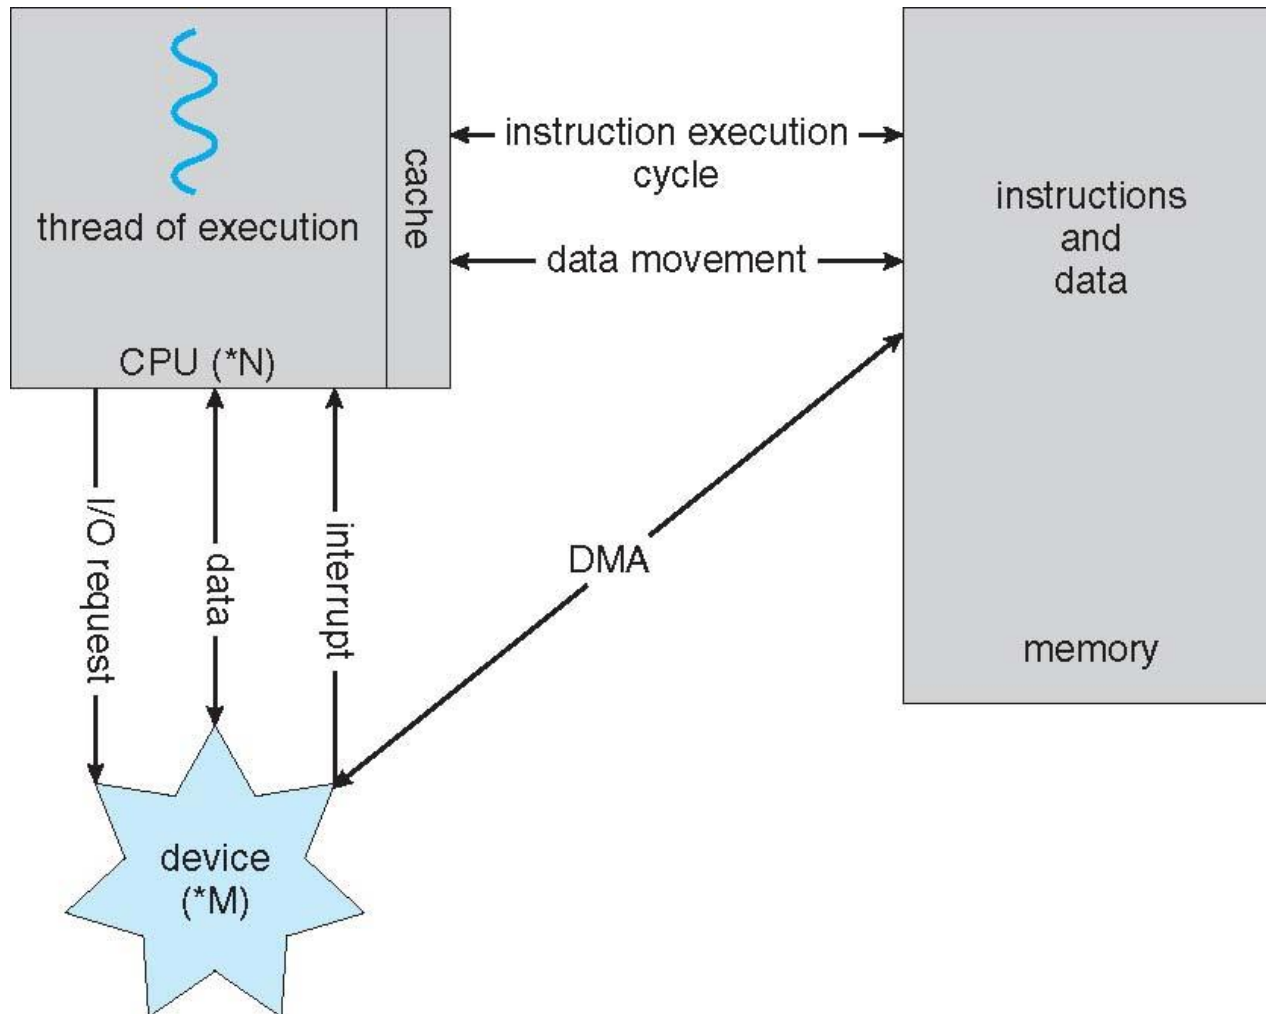 thread of execution
CPU (*N)
cache
instruction execution
cycle
data movement
instructions
and
data
memory
I/O request
data
interrupt
DMA
device
(*M)